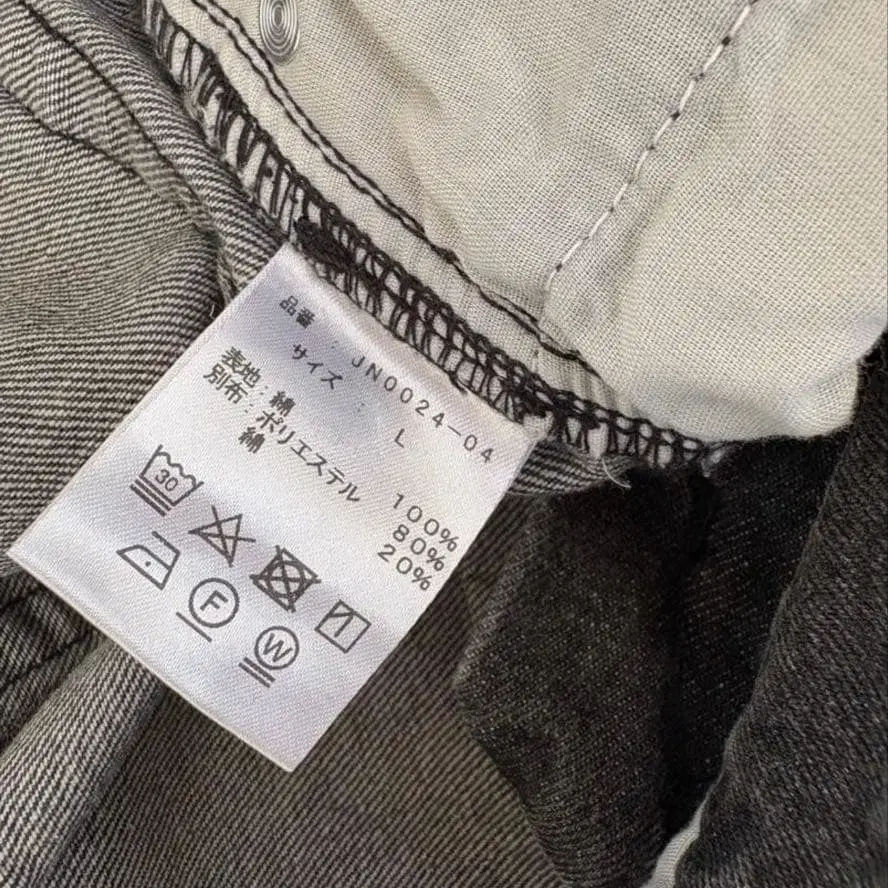 品番 : JN0024-04
サイズ : L
表地:綿 100%
別布:ポリエステル 80%
綿 20%
30
F
W